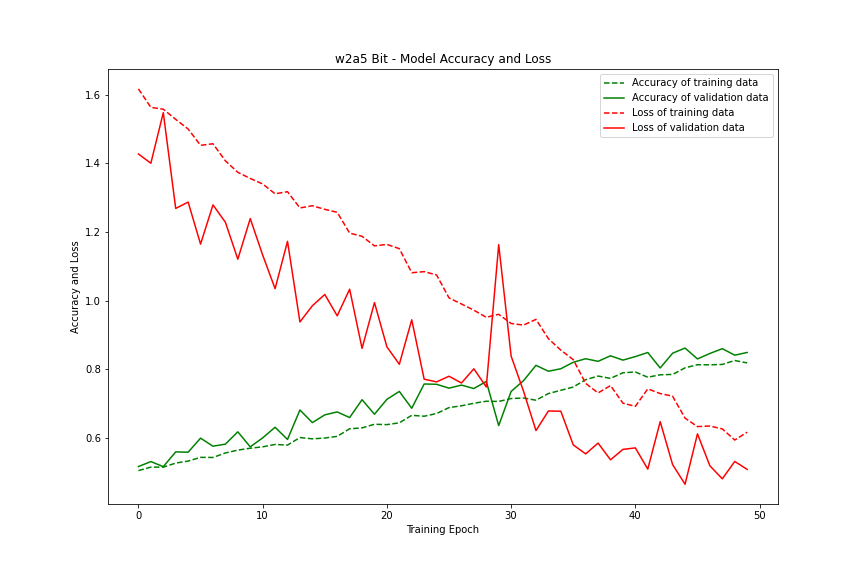 w2a5 Bit - Model Accuracy and Loss
Accuracy of training data
Accuracy of validation data
Loss of training data
Loss of validation data
Accuracy and Loss
1.6
1.4
1.2
1.0
0.8
0.6
0
10
20
30
40
50
Training Epoch